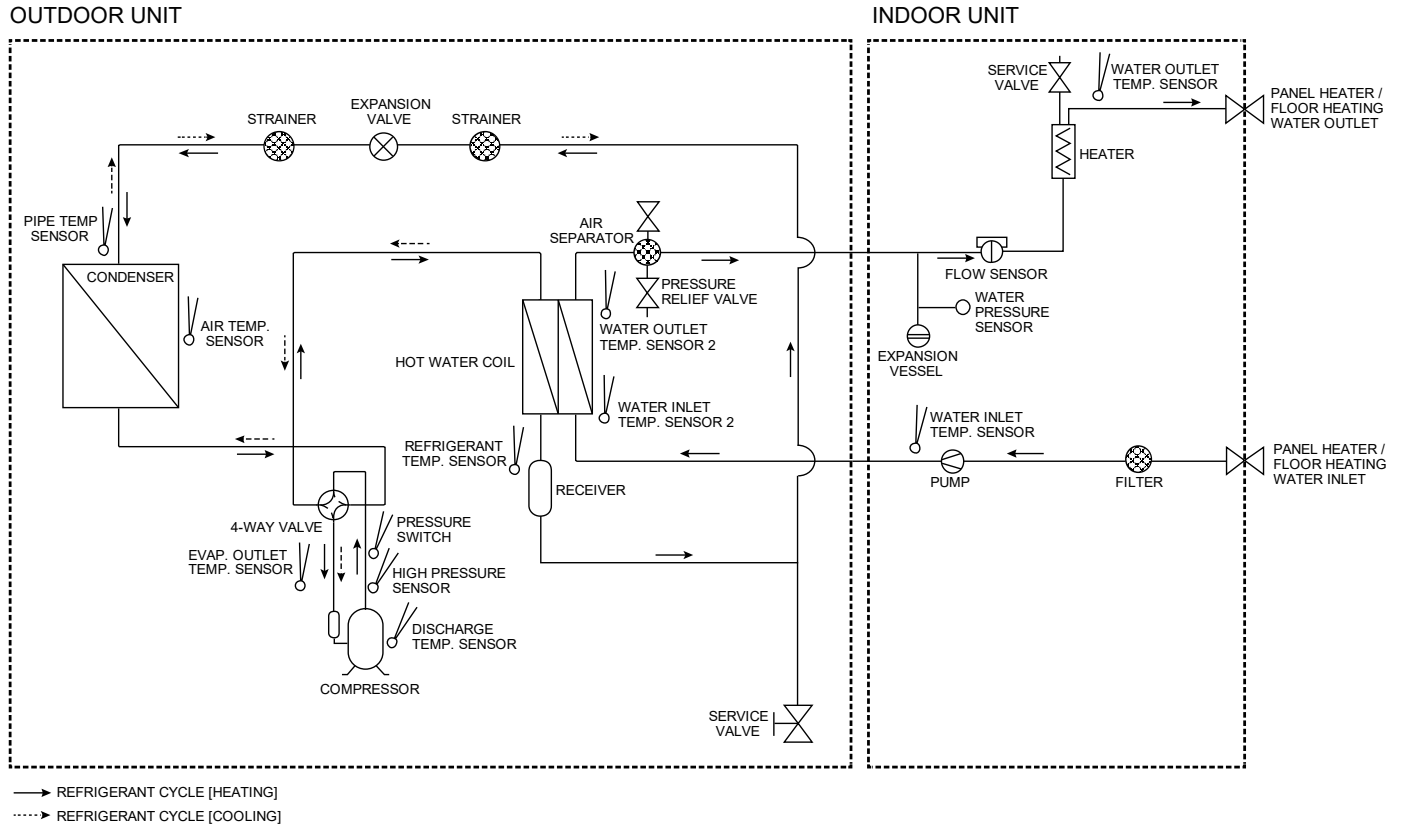 OUTDOOR UNIT
INDOOR UNIT
STRAINER
EXPANSION
VALVE
STRAINER
PIPE TEMP
SENSOR
CONDENSER
AIR TEMP.
SENSOR
AIR
SEPARATOR
PRESSURE
RELIEF VALVE
WATER OUTLET
TEMP. SENSOR 2
HOT WATER COIL
WATER INLET
TEMP. SENSOR 2
REFRIGERANT
TEMP. SENSOR
RECEIVER
4-WAY VALVE
PRESSURE
SWITCH
EVAP. OUTLET
TEMP. SENSOR
HIGH PRESSURE
SENSOR
DISCHARGE
TEMP. SENSOR
COMPRESSOR
SERVICE
VALVE
SERVICE
VALVE
WATER OUTLET
TEMP. SENSOR
PANEL HEATER /
FLOOR HEATING
WATER OUTLET
HEATER
FLOW SENSOR
WATER
PRESSURE
SENSOR
EXPANSION
VESSEL
WATER INLET
TEMP. SENSOR
PUMP
FILTER
PANEL HEATER /
FLOOR HEATING
WATER INLET
REFRIGERANT CYCLE [HEATING]
REFRIGERANT CYCLE [COOLING]